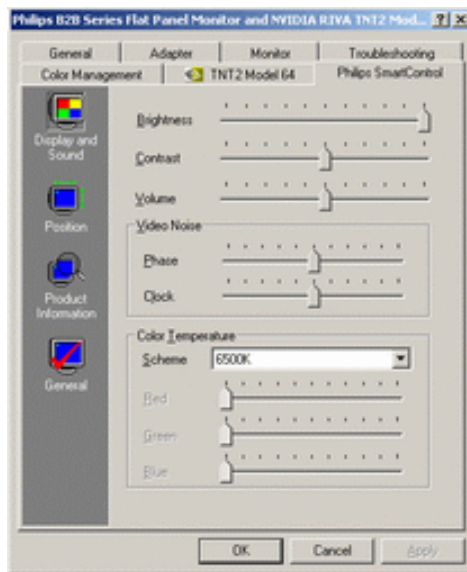 Philips B2B Series Flat Panel Monitor and NVIDIA RIVA TNT2 Mod...
General Adapter Monitor Troubleshooting
Color Management TNT2 Model 64 Philips SmartControl
Display and
Sound
Position
Product
Information
General
Brightness
Contrast
Volume
Video Noise
Phase
Clock
Color Temperature
Scheme 6500K
Red
Green
Blue
OK Cancel Apply